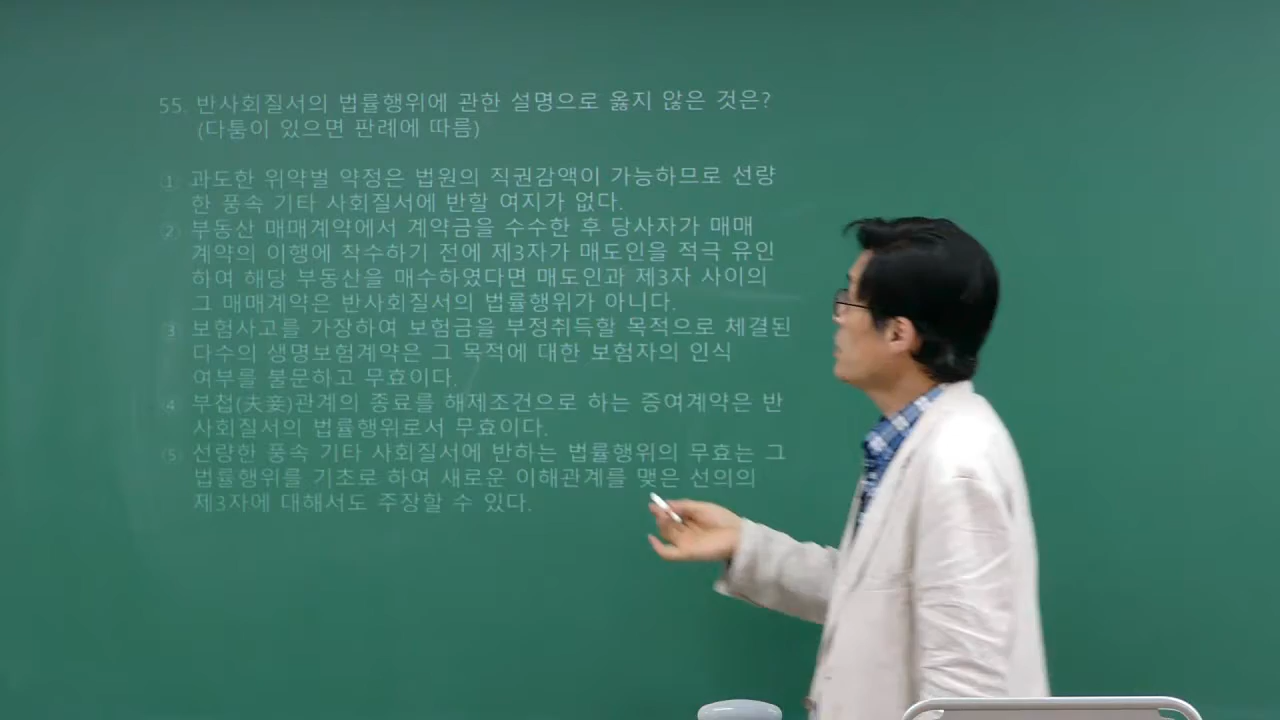 55. 반사회질서의 법률행위에 관한 설명으로 옳지 않은 것은?
(다툼이 있으면 판례에 따름)
① 과도한 위약벌 약정은 법원의 직권감액이 가능하므로 선량
한 풍속 기타 사회질서에 반할 여지가 없다.
② 부동산 매매계약에서 계약금을 수수한 후 당사자가 매매
계약의 이행에 착수하기 전에 제3자가 매도인을 적극 유인
하여 해당 부동산을 매수하였다면 매도인과 제3자 사이의
그 매매계약은 반사회질서의 법률행위가 아니다.
③ 보험사고를 가장하여 보험금을 부정취득할 목적으로 체결된
다수의 생명보험계약은 그 목적에 대한 보험자의 인식
여부를 불문하고 무효이다.
④ 부첩(夫妾)관계의 종료를 해제조건으로 하는 증여계약은 반
사회질서의 법률행위로서 무효이다.
⑤ 선량한 풍속 기타 사회질서에 반하는 법률행위의 무효는 그
법률행위를 기초로 하여 새로운 이해관계를 맺은 선의의
제3자에 대해서도 주장할 수 있다.